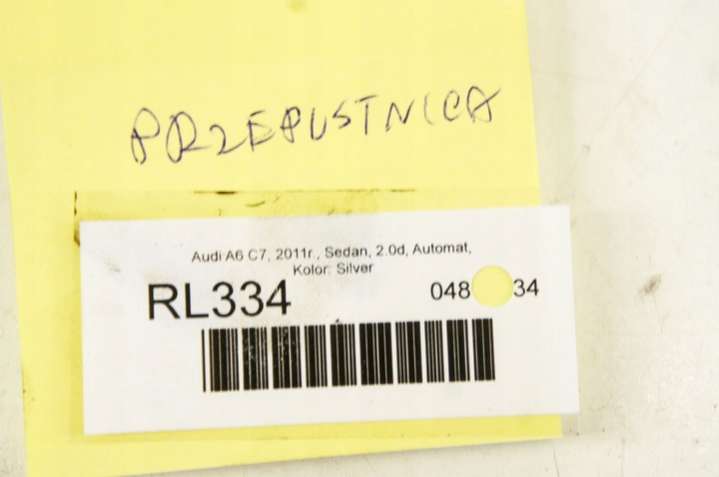 PRZEPUSTNICA
Audi A6 C7, 2011r., Sedan, 2.0d, Automat,
Kolor: Silver
RL334
048 34